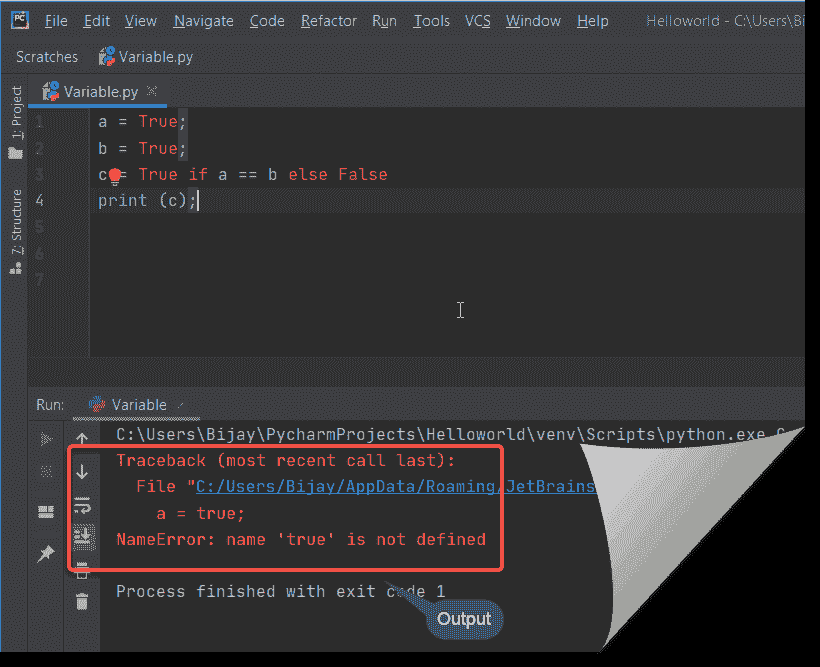 PC File Edit View Navigate Code Refactor Run Tools VCS Window Help Helloworld - C:\Users\Bi
Scratches Variable.py
Variable.py
1: Project
7: Structure
1 a = True;
2 b = True;
3 c = True if a == b else False
4 print (c);
5
6
7
Run: Variable
C:\Users\Bijay\PycharmProjects\Helloworld\venv\Scripts\python.exe C
Traceback (most recent call last):
File "C:/Users/Bijay/AppData/Roaming/JetBrains
a = true;
NameError: name 'true' is not defined
Process finished with exit code 1
Output